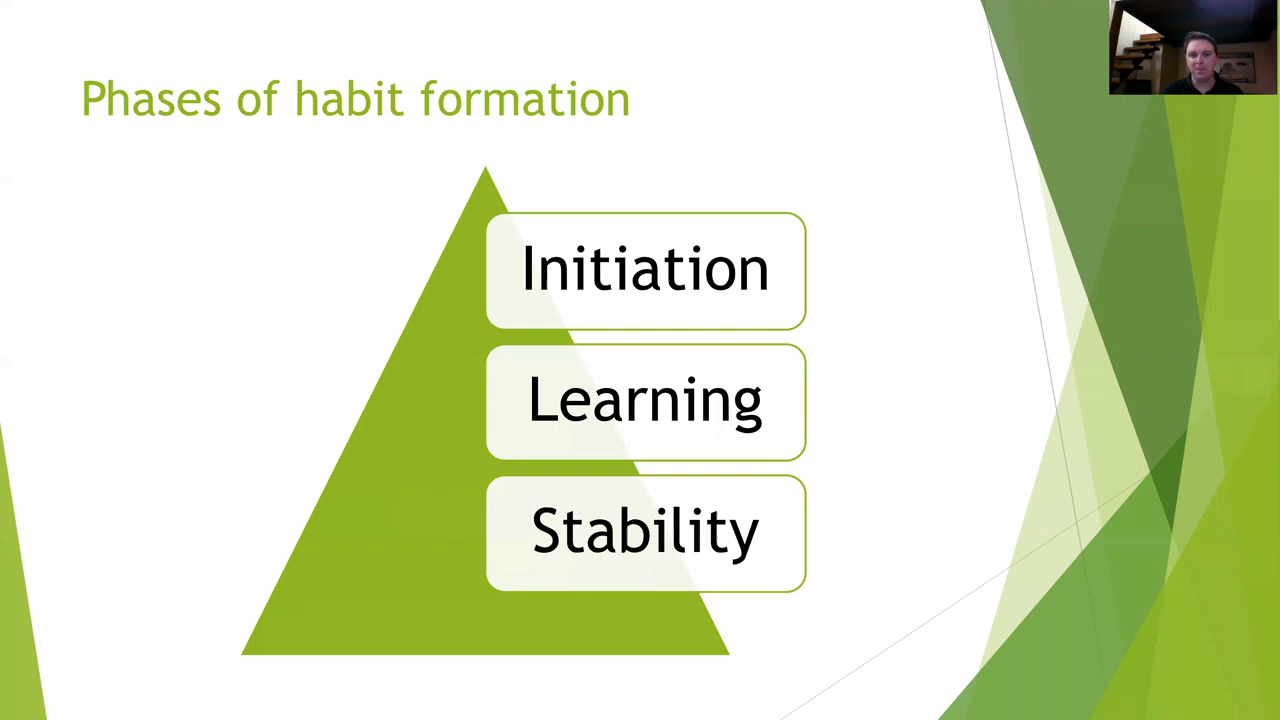 Phases of habit formation
Initiation
Learning
Stability